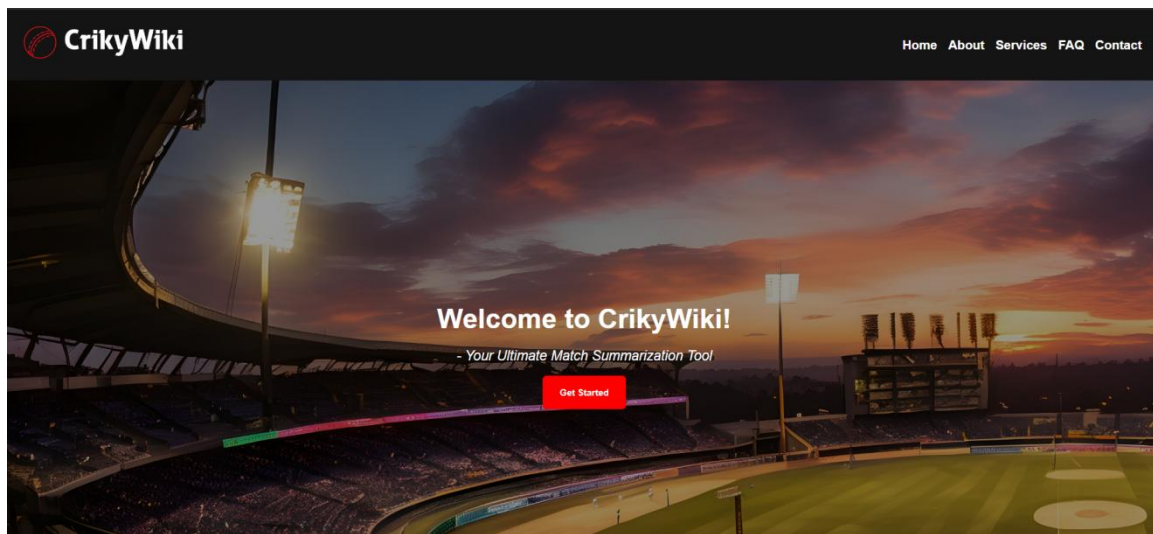 CrikyWiki
Home About Services FAQ Contact
Welcome to CrikyWiki!
- Your Ultimate Match Summarization Tool
Get Started